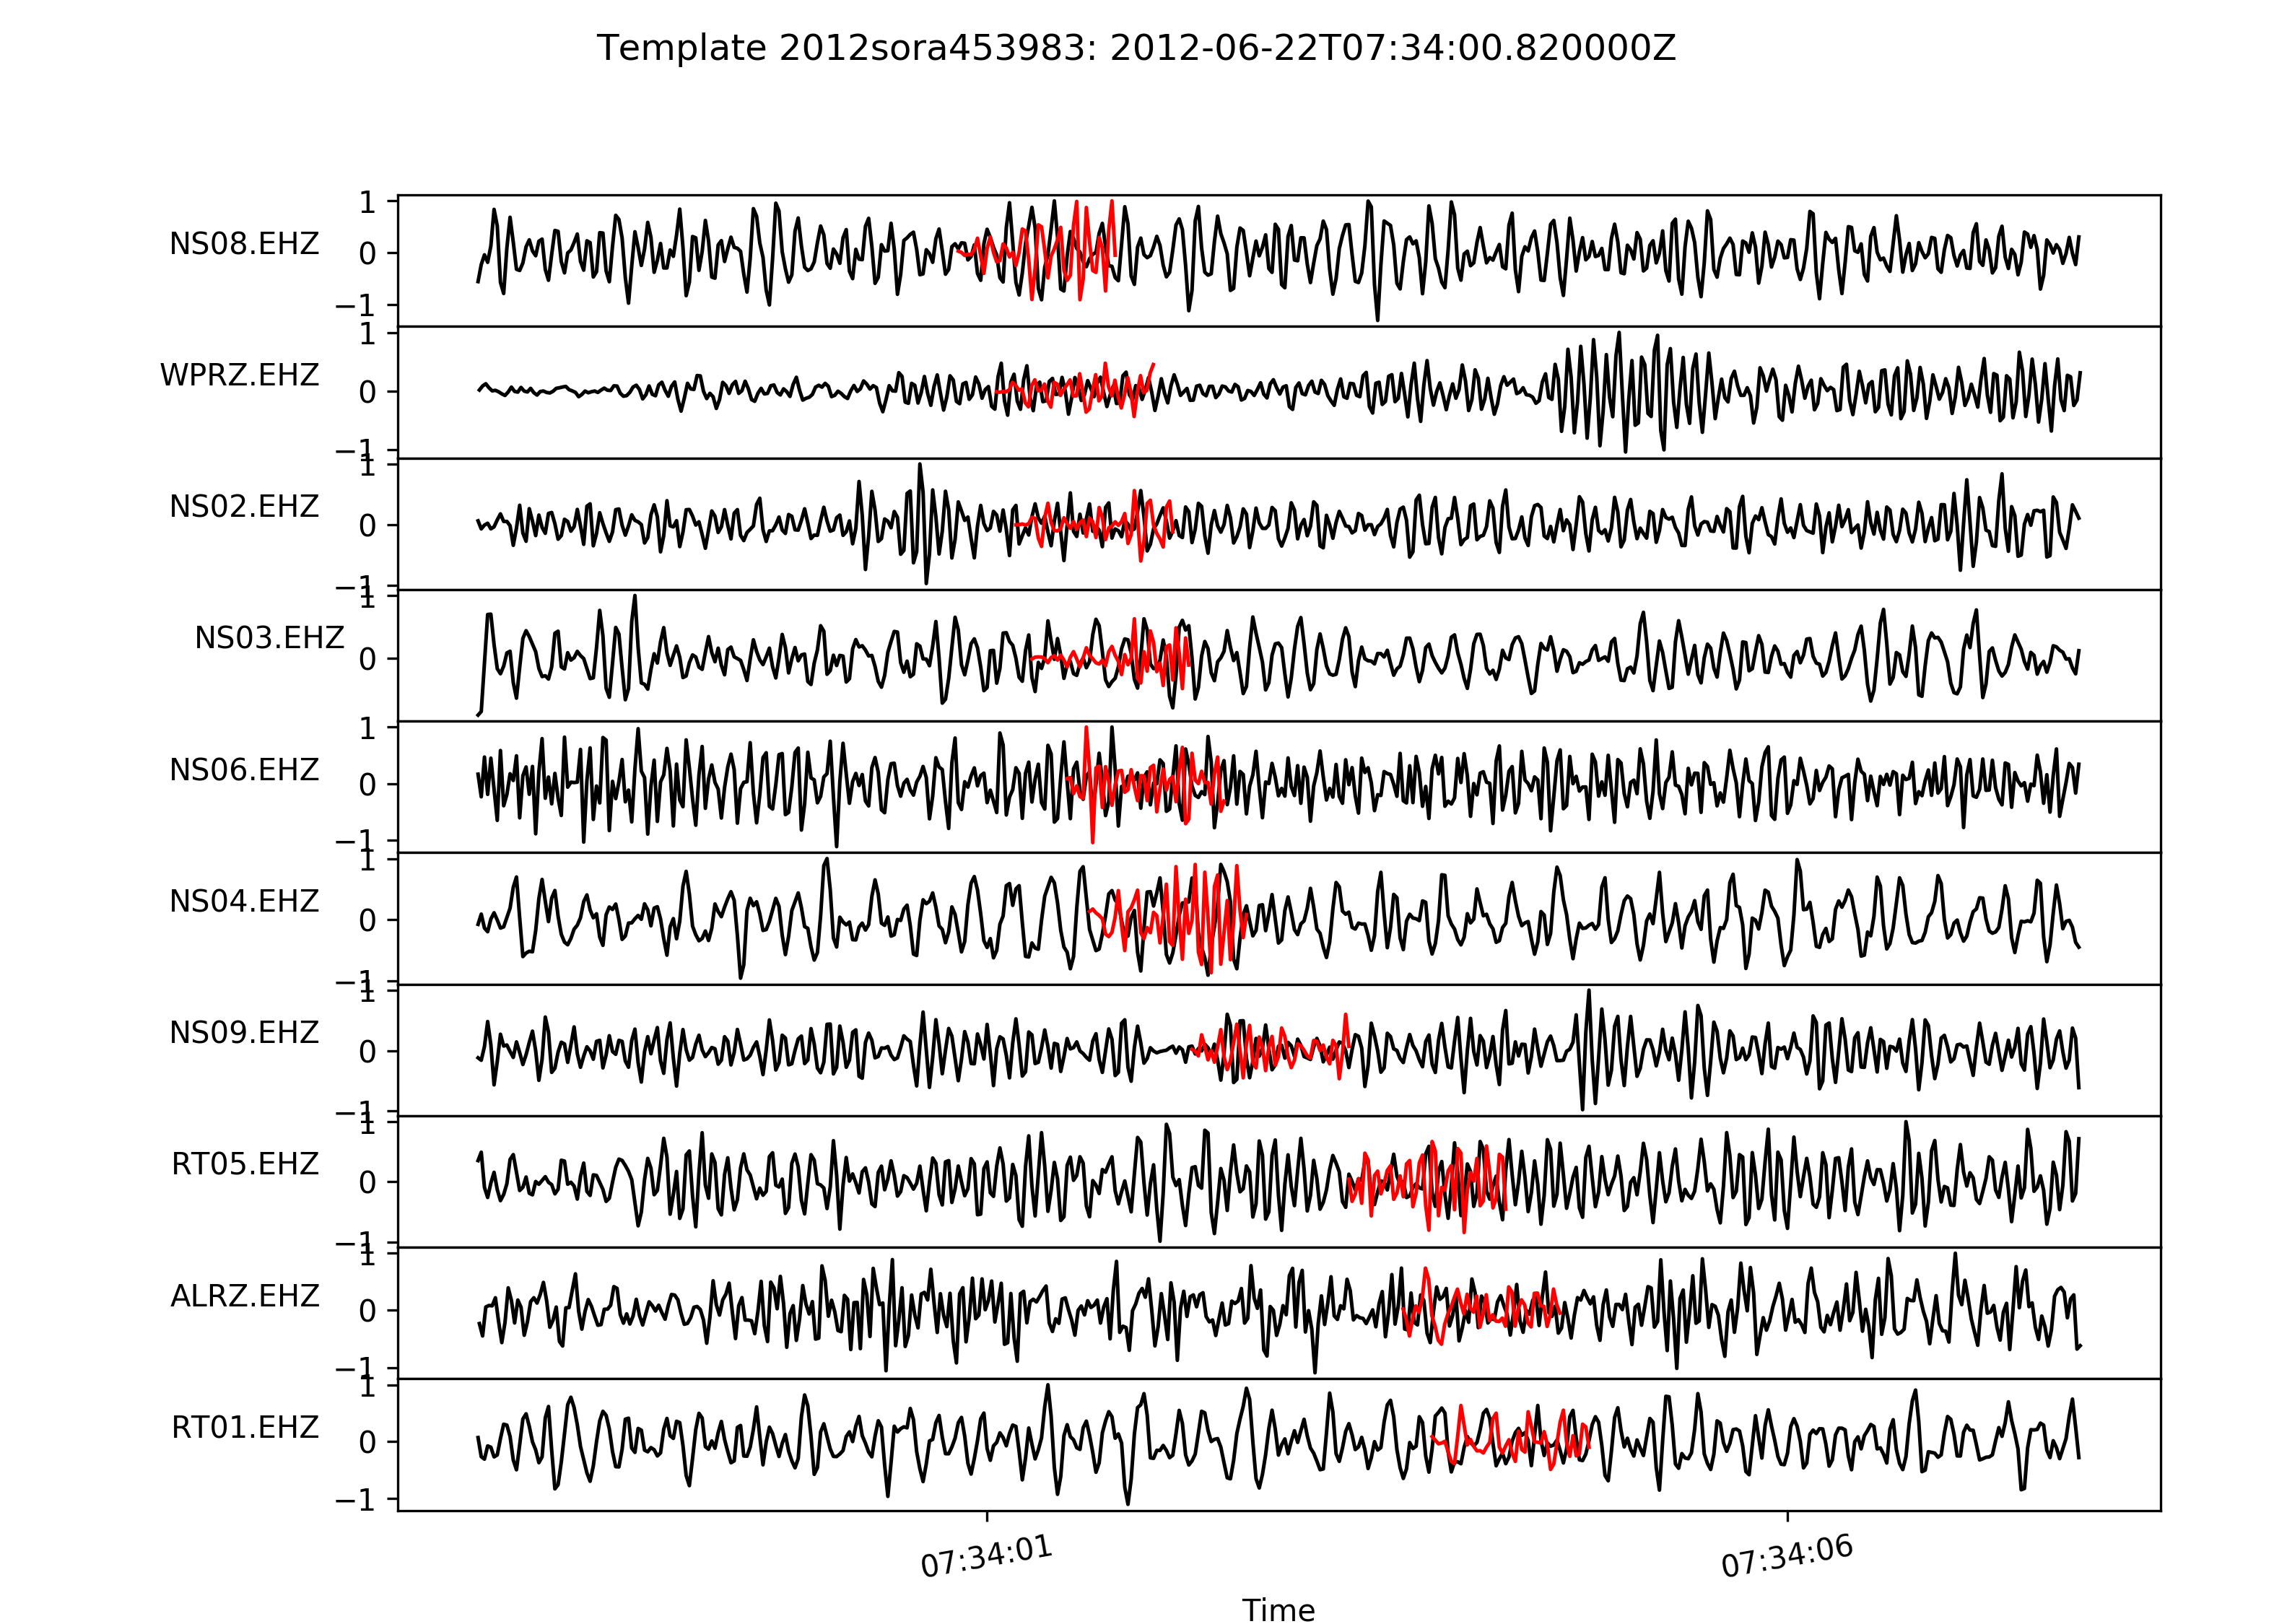 Template 2012sora453983: 2012-06-22T07:34:00.820000Z
NS08.EHZ
1
0
−1
WPRZ.EHZ
1
0
−1
NS02.EHZ
1
0
−1
NS03.EHZ
1
0
NS06.EHZ
1
0
−1
NS04.EHZ
1
0
−1
NS09.EHZ
1
0
−1
RT05.EHZ
1
0
−1
ALRZ.EHZ
1
0
−1
RT01.EHZ
1
0
−1
07:34:01
07:34:06
Time